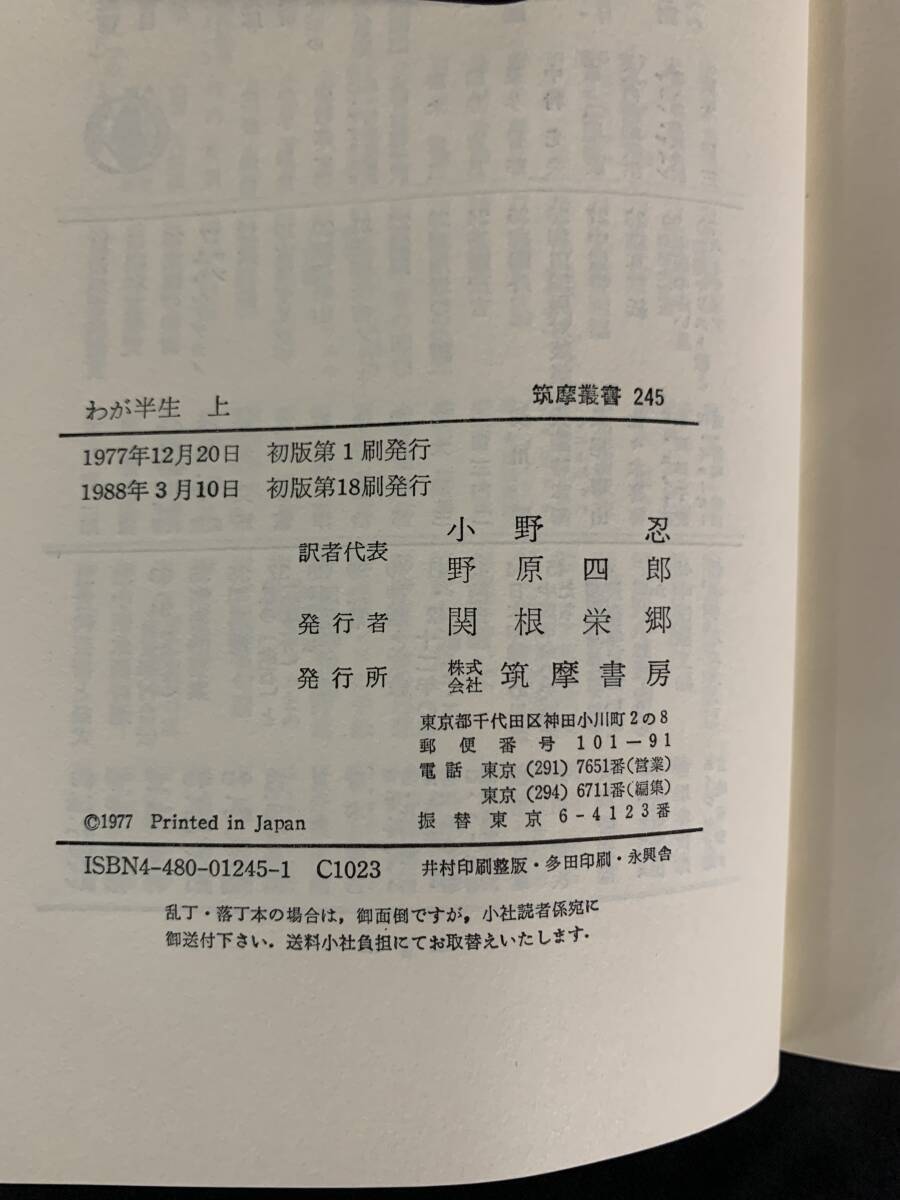 わが半生　上
筑摩叢書 245
1977年12月20日　初版第1刷発行
1988年3月10日　初版第18刷発行
訳者代表　小野忍
野原四郎
発行者　関根栄郷
発行所　株式会社 筑摩書房
東京都千代田区神田小川町2の8
郵便番号 101-91
電話 東京 (291) 7651番(営業)
東京 (294) 6711番(編集)
振替東京 6-4123番
©1977 Printed in Japan
ISBN4-480-01245-1 C1023
井村印刷整版・多田印刷・永興舎
乱丁・落丁本の場合は，御面倒ですが，小社読者係宛に
御送付下さい．送料小社負担にてお取替えいたします．